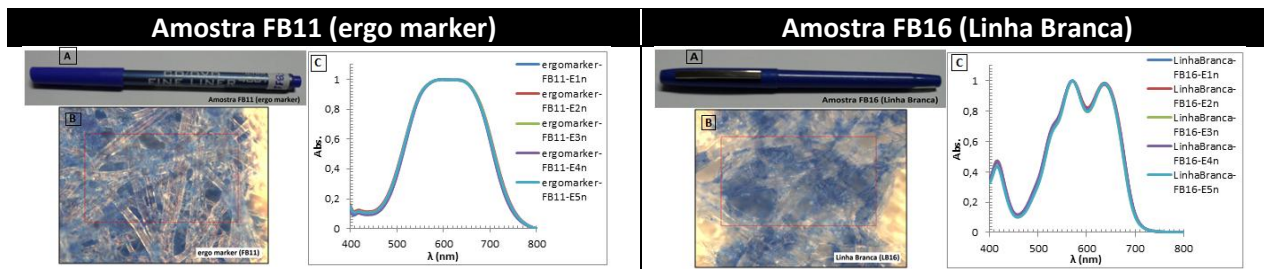 Amostra FB11 (ergo marker)
A
FINE LINER
Amostra FB11 (ergo marker)
B
ergo marker (FB11)
C
Abs.
1
0,8
0,6
0,4
0,2
0
400 500 600 700 800
λ (nm)
ergomarker-
FB11-E1n
ergomarker-
FB11-E2n
ergomarker-
FB11-E3n
ergomarker-
FB11-E4n
ergomarker-
FB11-E5n
Amostra FB16 (Linha Branca)
A
Amostra FB16 (Linha Branca)
B
Linha Branca (LB16)
C
Abs.
1
0,8
0,6
0,4
0,2
0
400 500 600 700 800
λ (nm)
LinhaBranca-
FB16-E1n
LinhaBranca-
FB16-E2n
LinhaBranca-
FB16-E3n
LinhaBranca-
FB16-E4n
LinhaBranca-
FB16-E5n